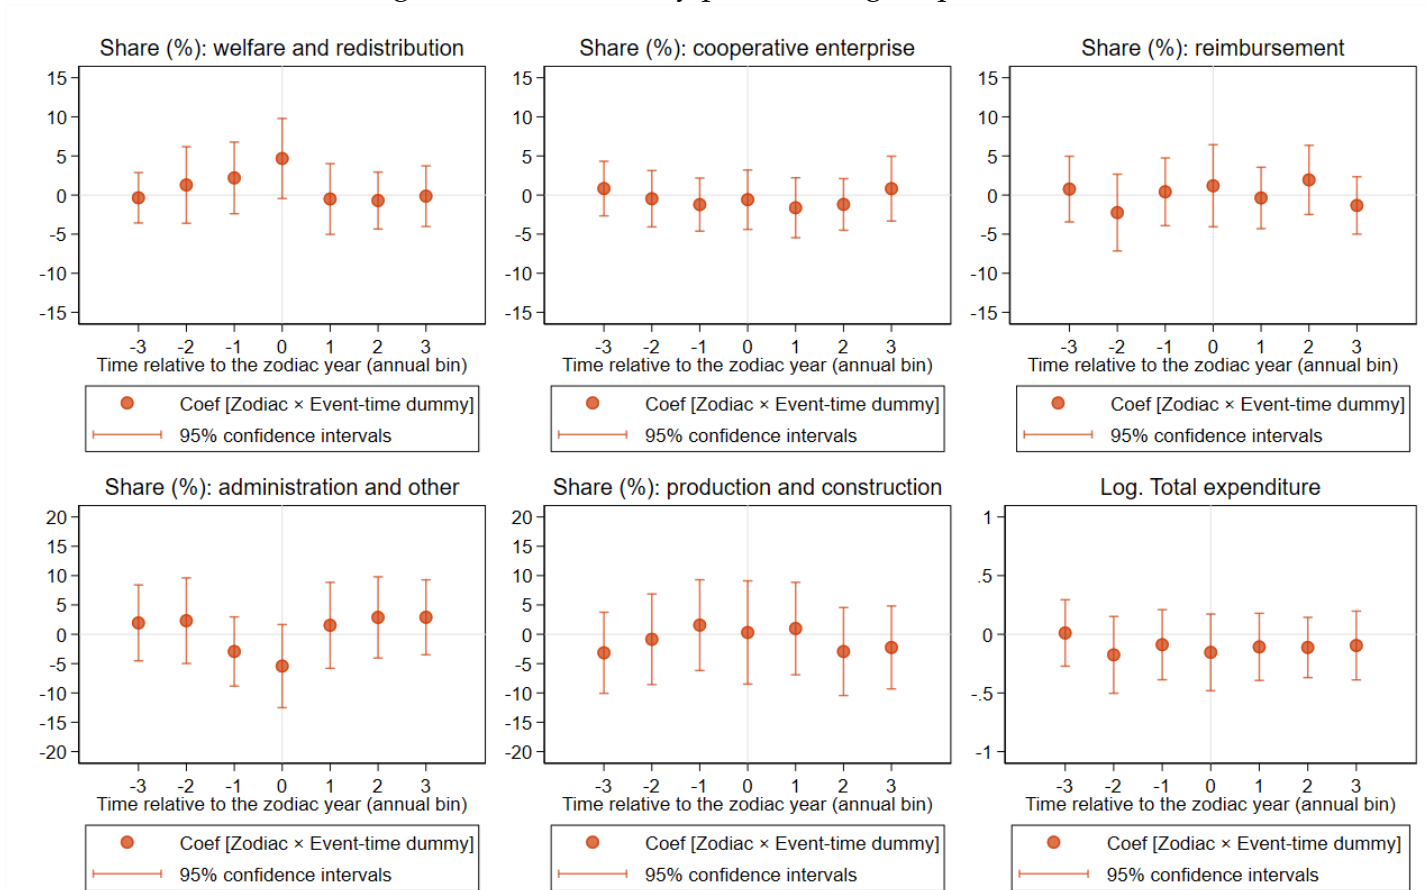 Share (%): welfare and redistribution
15
10
5
0
-5
-10
-15
-3 -2 -1 0 1 2 3
Time relative to the zodiac year (annual bin)
Coef [Zodiac × Event-time dummy]
95% confidence intervals
Share (%): cooperative enterprise
15
10
5
0
-5
-10
-15
-3 -2 -1 0 1 2 3
Time relative to the zodiac year (annual bin)
Coef [Zodiac × Event-time dummy]
95% confidence intervals
Share (%): reimbursement
15
10
5
0
-5
-10
-15
-3 -2 -1 0 1 2 3
Time relative to the zodiac year (annual bin)
Coef [Zodiac × Event-time dummy]
95% confidence intervals
Share (%): administration and other
20
15
10
5
0
-5
-10
-15
-20
-3 -2 -1 0 1 2 3
Time relative to the zodiac year (annual bin)
Coef [Zodiac × Event-time dummy]
95% confidence intervals
Share (%): production and construction
20
15
10
5
0
-5
-10
-15
-20
-3 -2 -1 0 1 2 3
Time relative to the zodiac year (annual bin)
Coef [Zodiac × Event-time dummy]
95% confidence intervals
Log. Total expenditure
1
.5
0
-.5
-1
-3 -2 -1 0 1 2 3
Time relative to the zodiac year (annual bin)
Coef [Zodiac × Event-time dummy]
95% confidence intervals